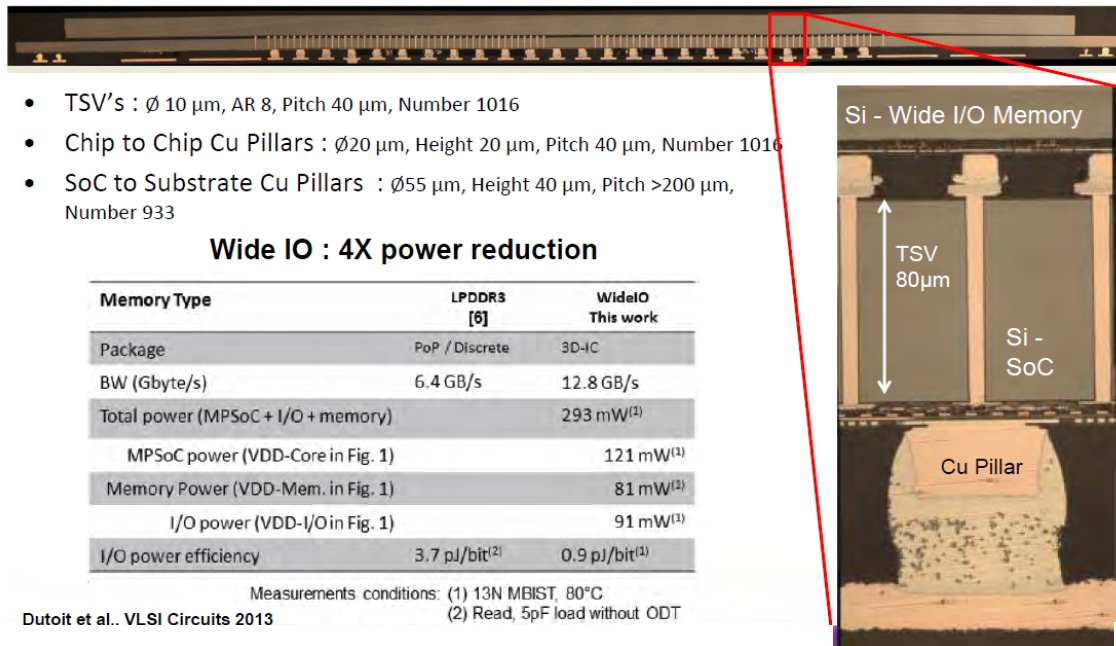 • TSV's : Ø 10 µm, AR 8, Pitch 40 µm, Number 1016
• Chip to Chip Cu Pillars : Ø20 µm, Height 20 µm, Pitch 40 µm, Number 1016
• SoC to Substrate Cu Pillars : Ø55 µm, Height 40 µm, Pitch >200 µm,
Number 933
Wide IO : 4X power reduction
Memory Type LPDDR3 WideIO
[6] This work
Package PoP / Discrete 3D-IC
BW (Gbyte/s) 6.4 GB/s 12.8 GB/s
Total power (MPSoC + I/O + memory) 293 mW(1)
MPSoC power (VDD-Core in Fig. 1) 121 mW(1)
Memory Power (VDD-Mem. in Fig. 1) 81 mW(1)
I/O power (VDD-I/O in Fig. 1) 91 mW(1)
I/O power efficiency 3.7 pJ/bit(2) 0.9 pJ/bit(1)
Measurements conditions: (1) 13N MBIST, 80°C
(2) Read, 5pF load without ODT
Dutoit et al., VLSI Circuits 2013
Si - Wide I/O Memory
TSV
80µm
Si -
SoC
Cu Pillar